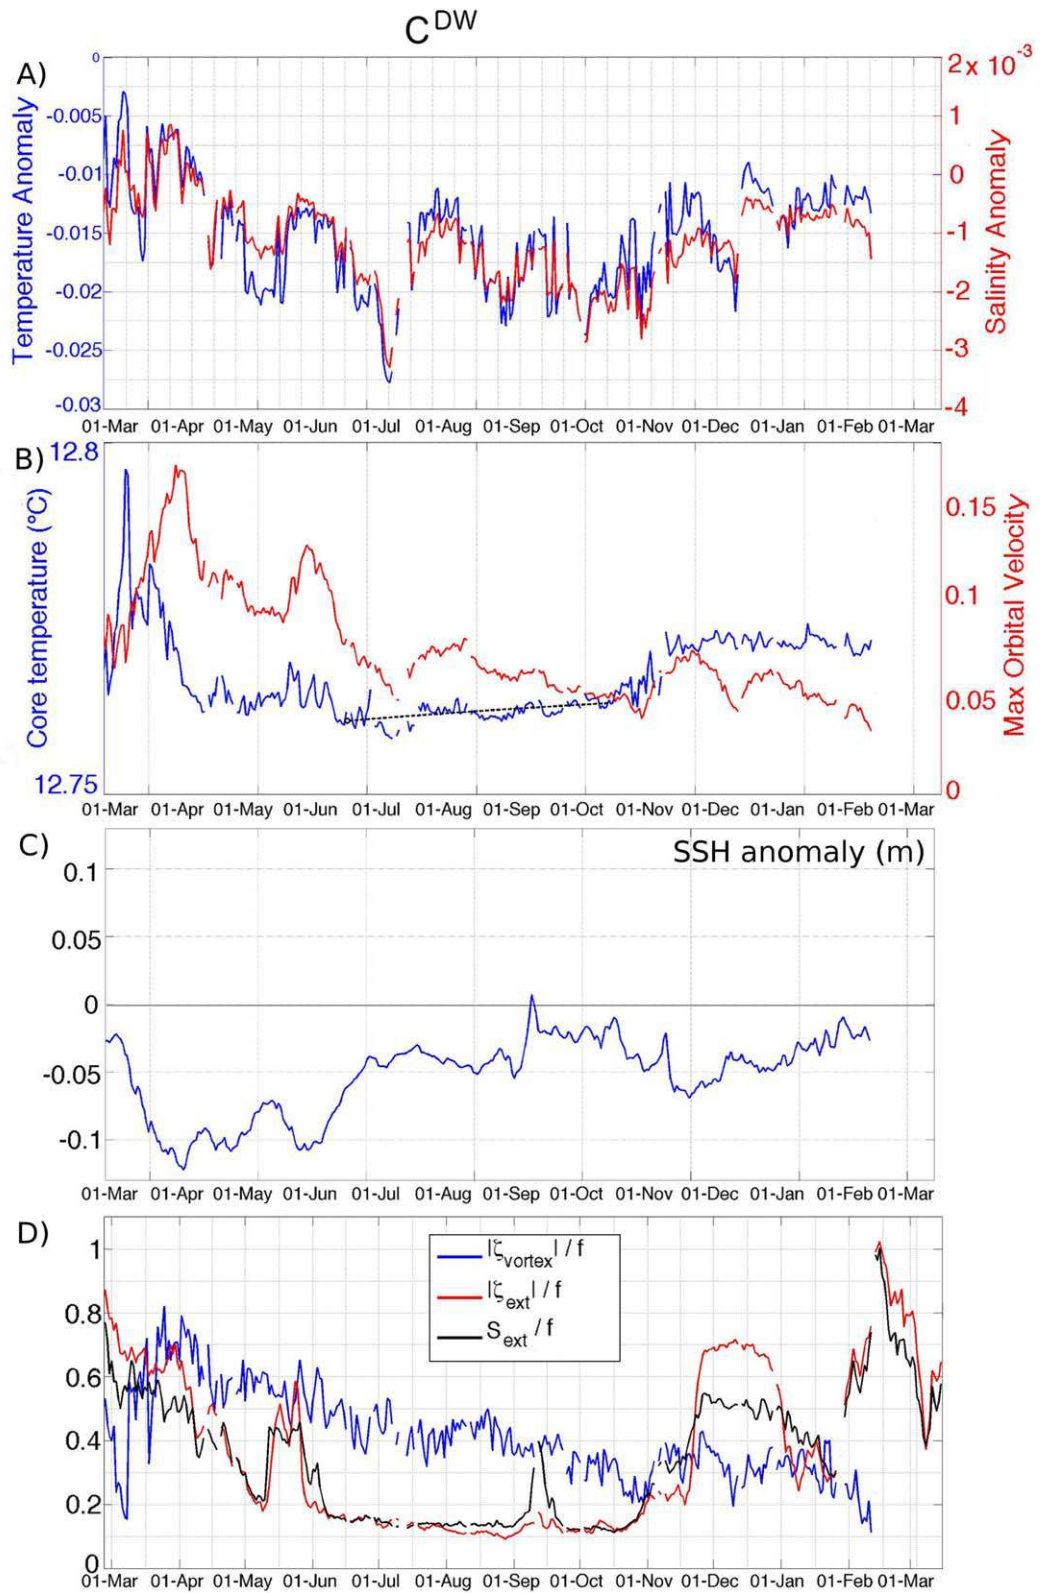 C^DW
A)
Temperature Anomaly
0
-0.005
-0.01
-0.015
-0.02
-0.025
-0.03
2x 10^-3
1
0
-1
-2
-3
-4
Salinity Anomaly
01-Mar 01-Apr 01-May 01-Jun 01-Jul 01-Aug 01-Sep 01-Oct 01-Nov 01-Dec 01-Jan 01-Feb 01-Mar
B)
Core temperature (°C)
12.8
12.75
0.15
0.1
0.05
0
Max Orbital Velocity
01-Mar 01-Apr 01-May 01-Jun 01-Jul 01-Aug 01-Sep 01-Oct 01-Nov 01-Dec 01-Jan 01-Feb 01-Mar
C)
SSH anomaly (m)
0.1
0.05
0
-0.05
-0.1
01-Mar 01-Apr 01-May 01-Jun 01-Jul 01-Aug 01-Sep 01-Oct 01-Nov 01-Dec 01-Jan 01-Feb 01-Mar
D)
|ζ_vortex| / f
|ζ_ext| / f
S_ext / f
1
0.8
0.6
0.4
0.2
0
01-Mar 01-Apr 01-May 01-Jun 01-Jul 01-Aug 01-Sep 01-Oct 01-Nov 01-Dec 01-Jan 01-Feb 01-Mar